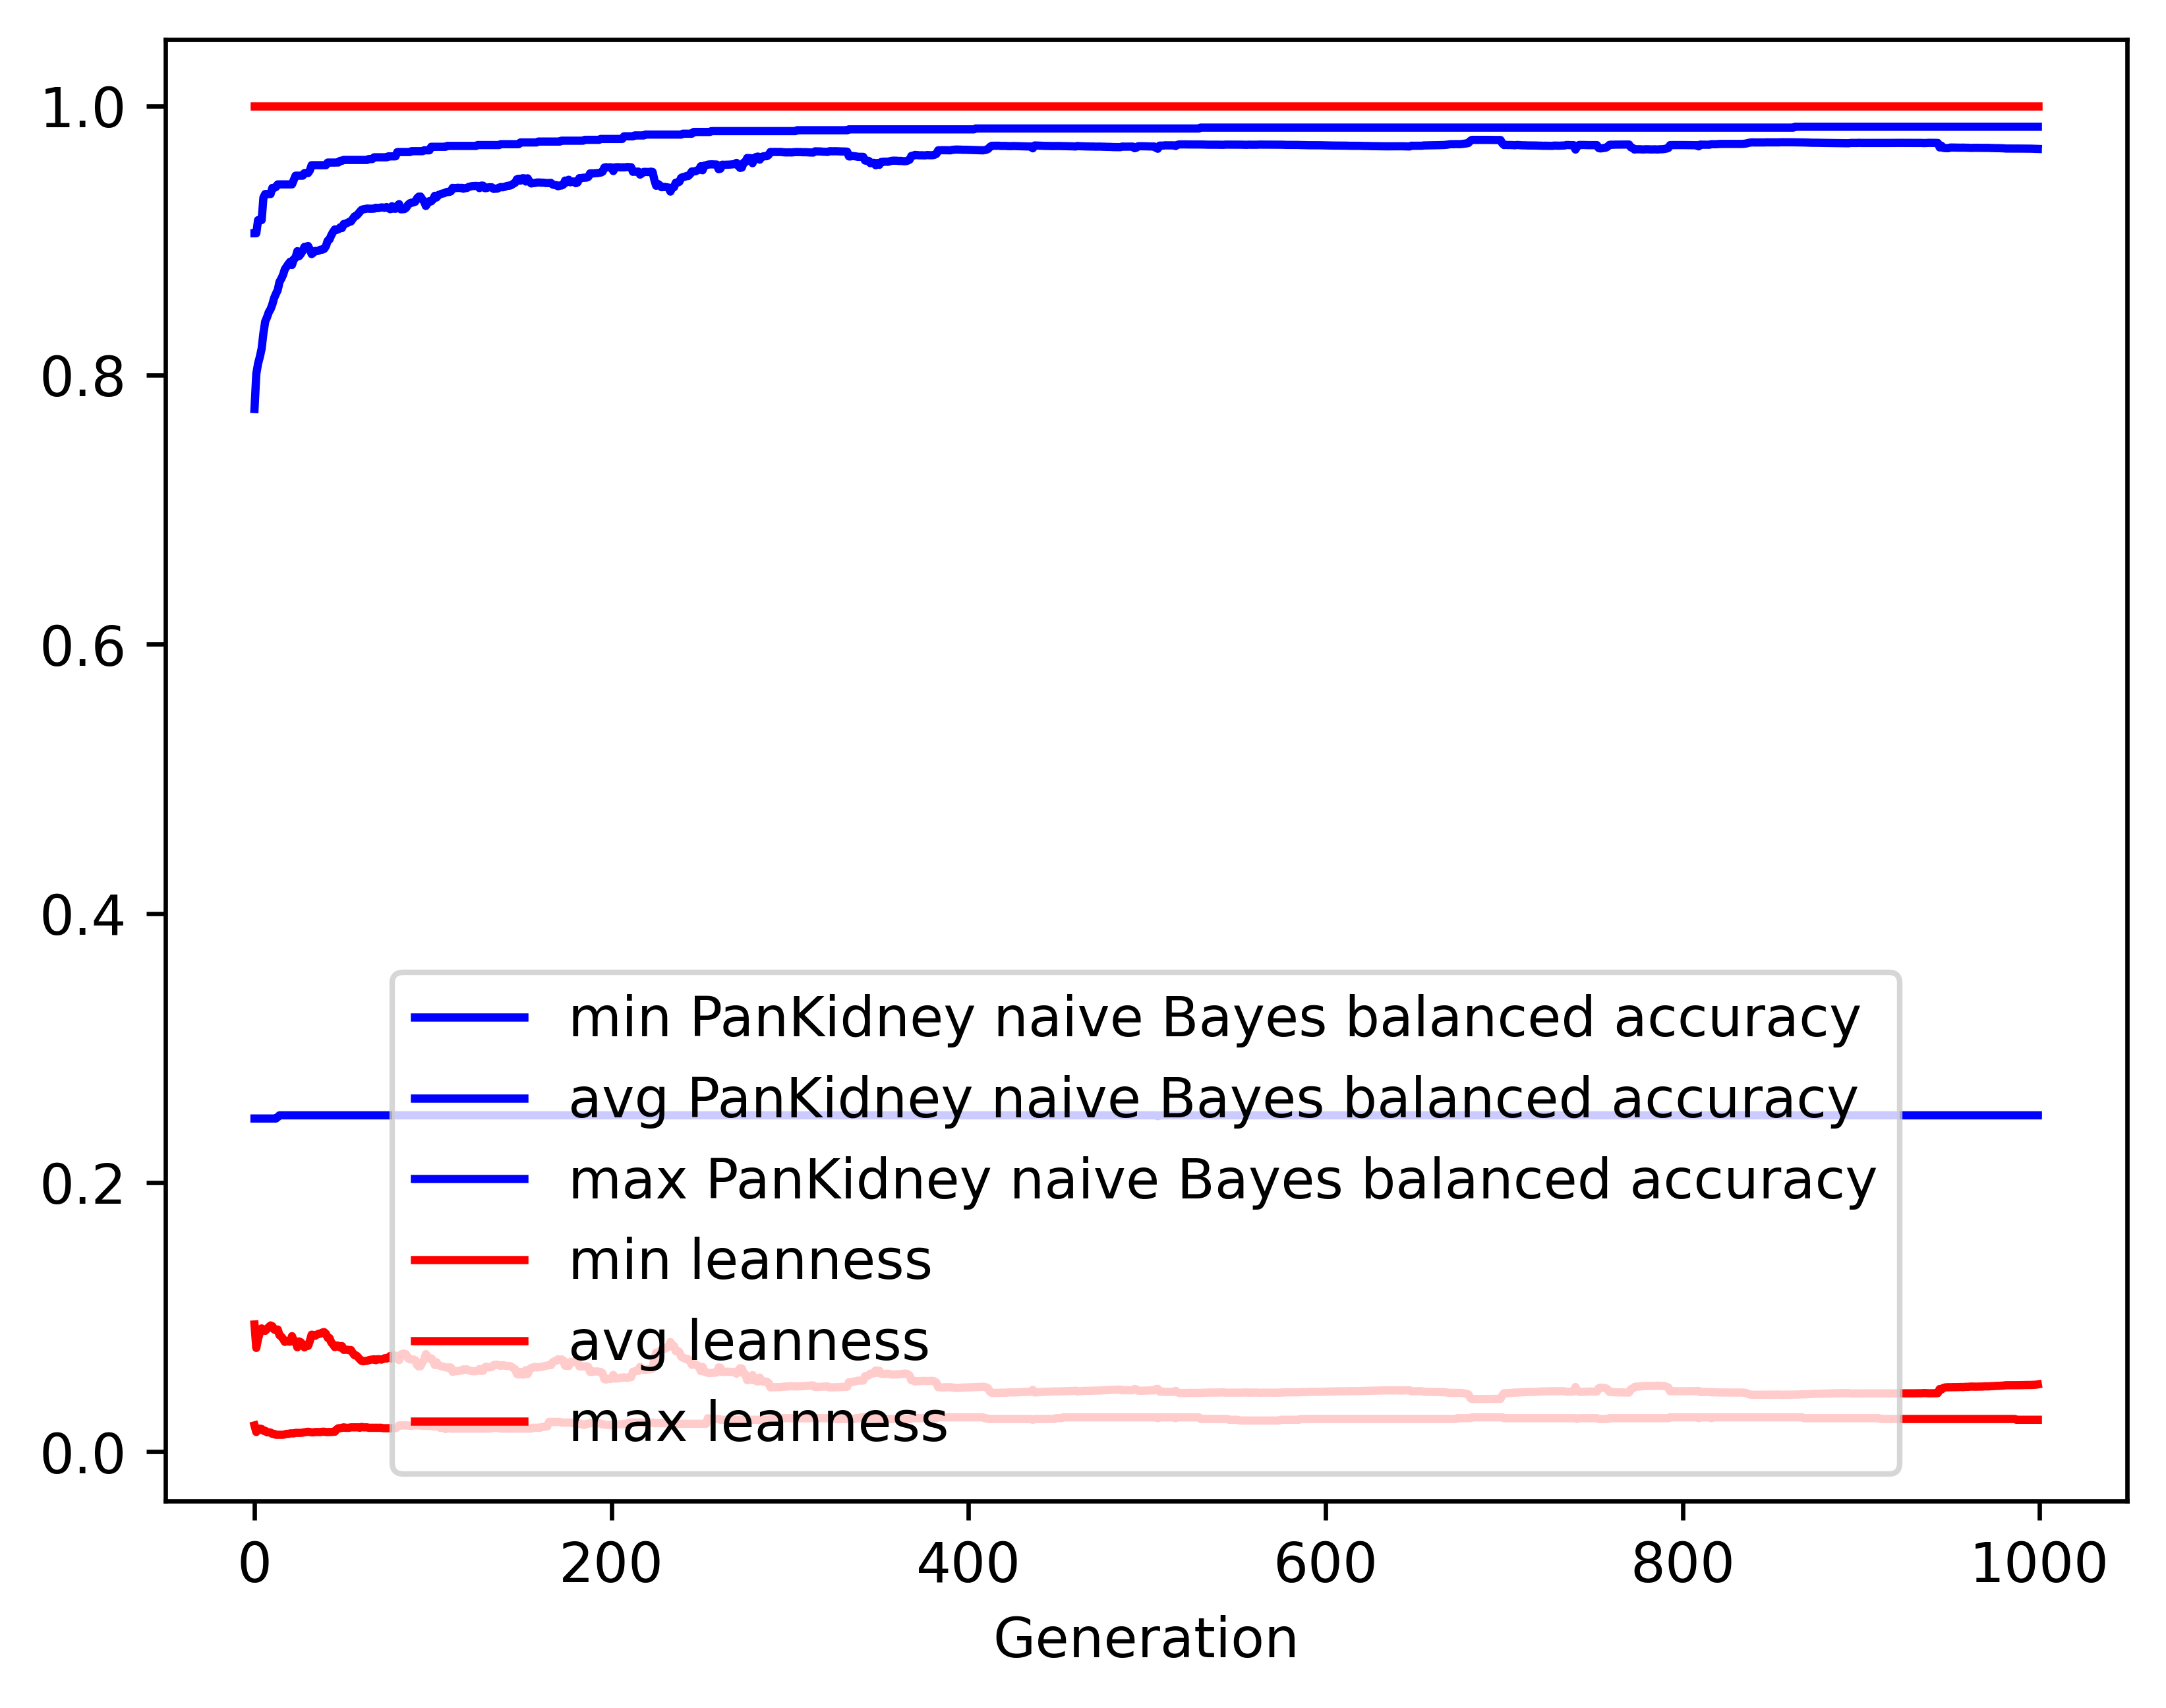 1.0
0.8
0.6
0.4
0.2
0.0
min PanKidney naive Bayes balanced accuracy
avg PanKidney naive Bayes balanced accuracy
max PanKidney naive Bayes balanced accuracy
min leanness
avg leanness
max leanness
0 200 400 600 800 1000
Generation